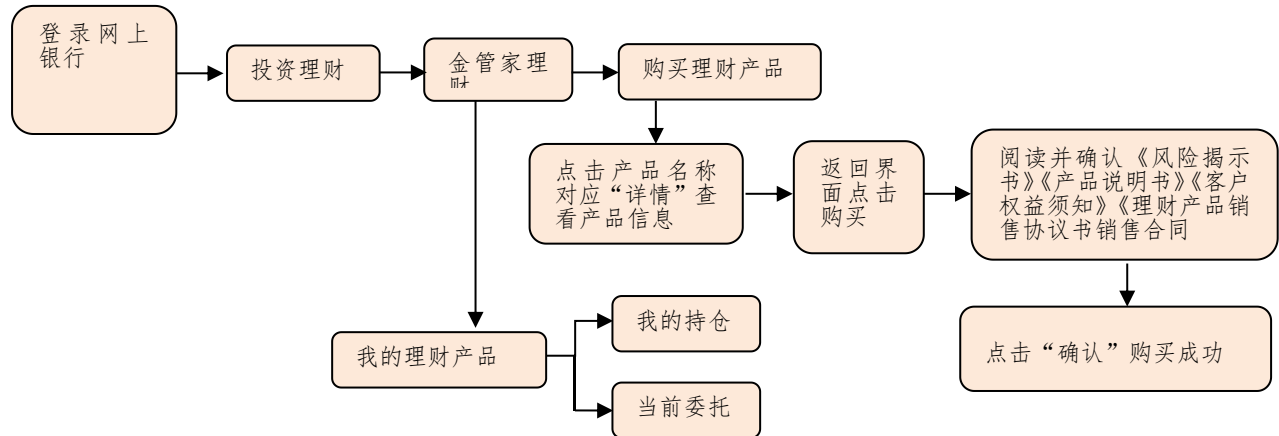 登录网上
银行
投资理财
金管家理
财
购买理财产品
点击产品名称
对应“详情”查
看产品信息
返回界
面点击
购买
阅读并确认《风险揭示
书》《产品说明书》《客户
权益须知》《理财产品销
售协议书销售合同
点击“确认”购买成功
我的理财产品
我的持仓
当前委托